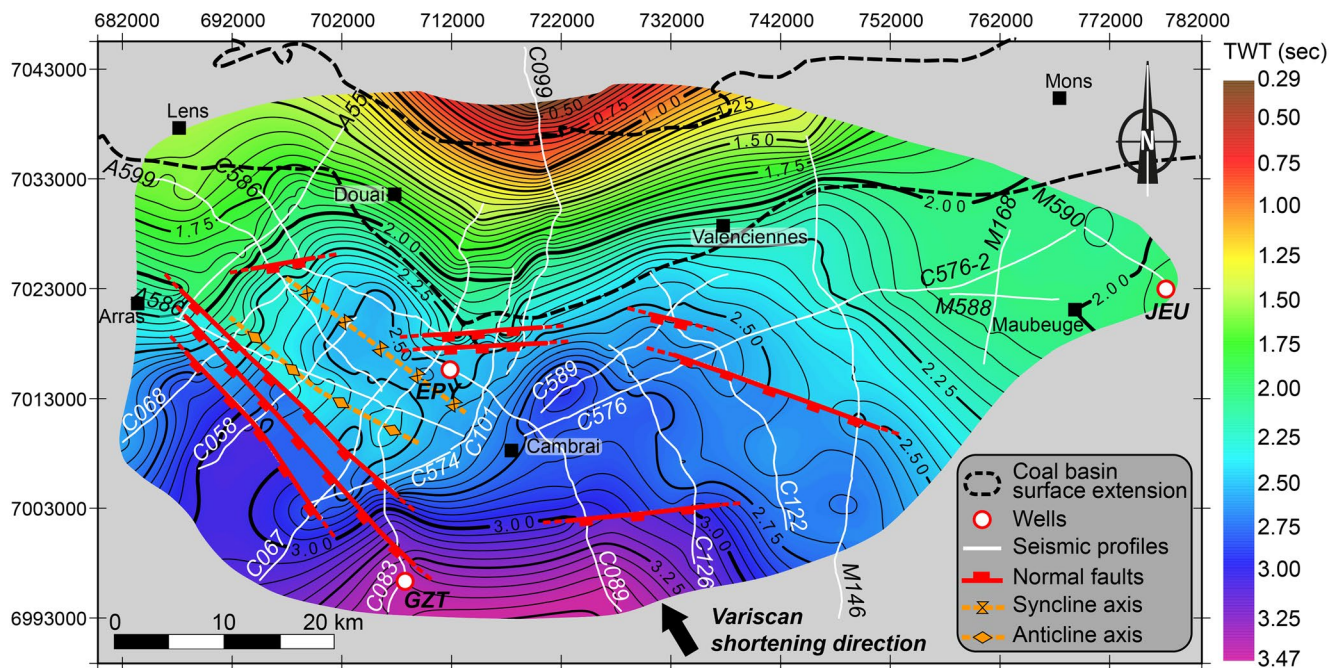 682000 692000 702000 712000 722000 732000 742000 752000 762000 772000 782000
TWT (sec)
7043000
7033000
7023000
7013000
7003000
6993000
0.29
0.50
0.75
1.00
1.25
1.50
1.75
2.00
2.25
2.50
2.75
3.00
3.25
3.47
Lens
Mons
Douai
Valenciennes
Arras
Maubeuge
Cambrai
EPY
GZT
JEU
N
C099
A55
A599
C586
A586
C068
C058
C067
C083
C574
C101
C589
C576
C089
C126
C122
M146
C576-2
M588
M168
M590
0.50
0.75
1.00
1.25
1.50
1.75
2.00
1.75
2.00
2.25
2.50
2.50
2.00
2.25
2.50
2.75
3.00
3.00
3.25
0 10 20 km
Variscan
shortening direction
Coal basin
surface extension
Wells
Seismic profiles
Normal faults
Syncline axis
Anticline axis